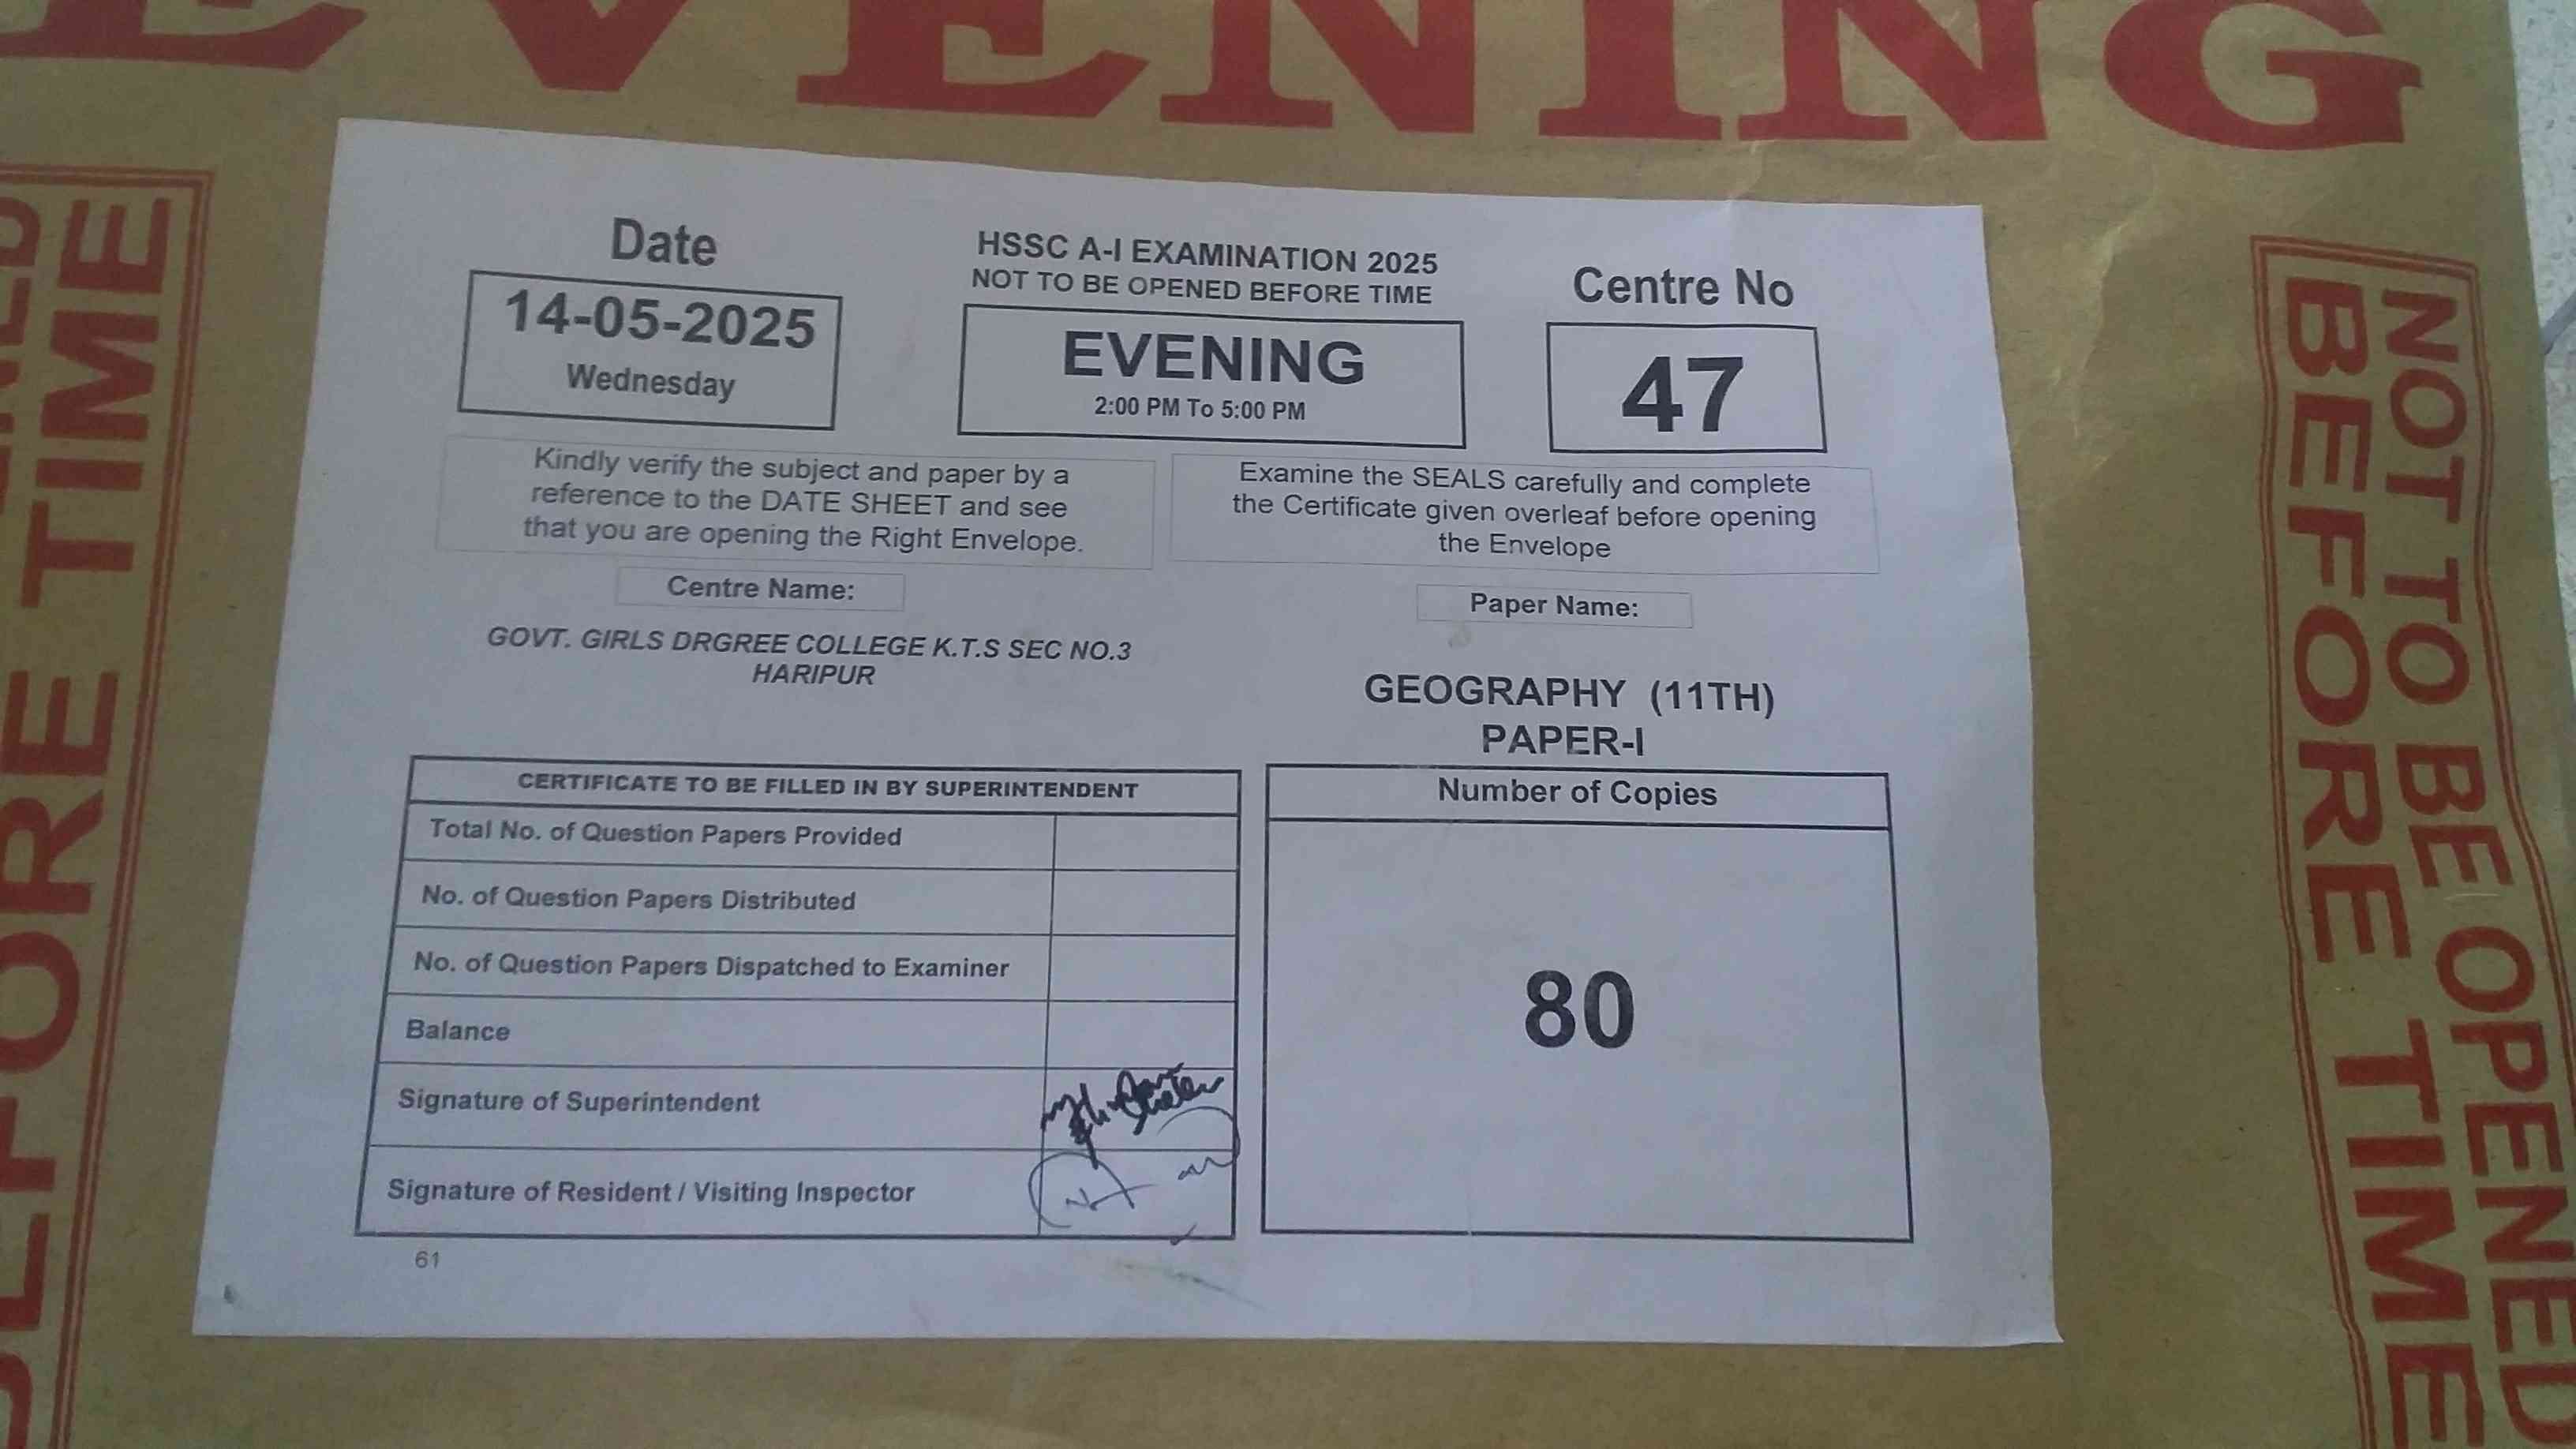 EVENING
Date
14-05-2025
Wednesday
HSSC A-I EXAMINATION 2025
NOT TO BE OPENED BEFORE TIME
EVENING
2:00 PM To 5:00 PM
Centre No
47
Kindly verify the subject and paper by a
reference to the DATE SHEET and see
that you are opening the Right Envelope.
Examine the SEALS carefully and complete
the Certificate given overleaf before opening
the Envelope
Centre Name:
GOVT. GIRLS DRGREE COLLEGE K.T.S SEC NO.3
HARIPUR
Paper Name:
GEOGRAPHY (11TH)
PAPER-I
CERTIFICATE TO BE FILLED IN BY SUPERINTENDENT
Total No. of Question Papers Provided
No. of Question Papers Distributed
No. of Question Papers Dispatched to Examiner
Balance
Signature of Superintendent
Signature of Resident / Visiting Inspector
Number of Copies
80
61
BEFORE TIME
NOT TO BE OPENED
BEFORE TIME